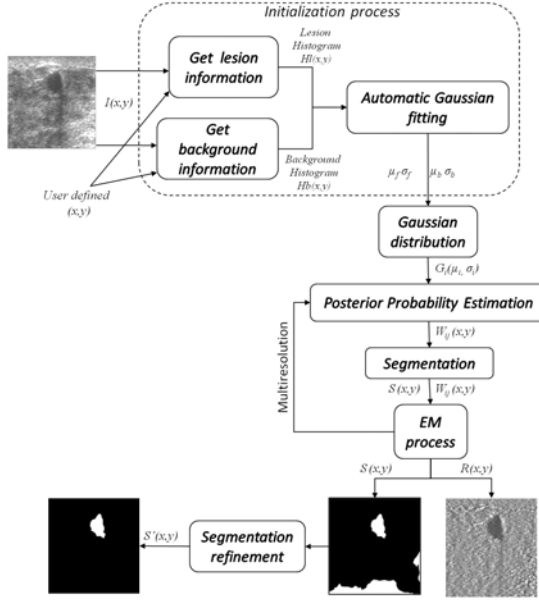 Initialization process
Lesion
Histogram
Hl(x,y)
Get lesion
information
I(x,y)
Automatic Gaussian
fitting
Get
background
information
Background
Histogram
Hb(x,y)
User defined
(x,y)
μf σf
μb σb
Gaussian
distribution
Gi(μi, σi)
Posterior Probability Estimation
Wij(x,y)
Multiresolution
Segmentation
S(x,y)
Wij(x,y)
EM
process
S(x,y)
R(x,y)
S'(x,y)
Segmentation
refinement